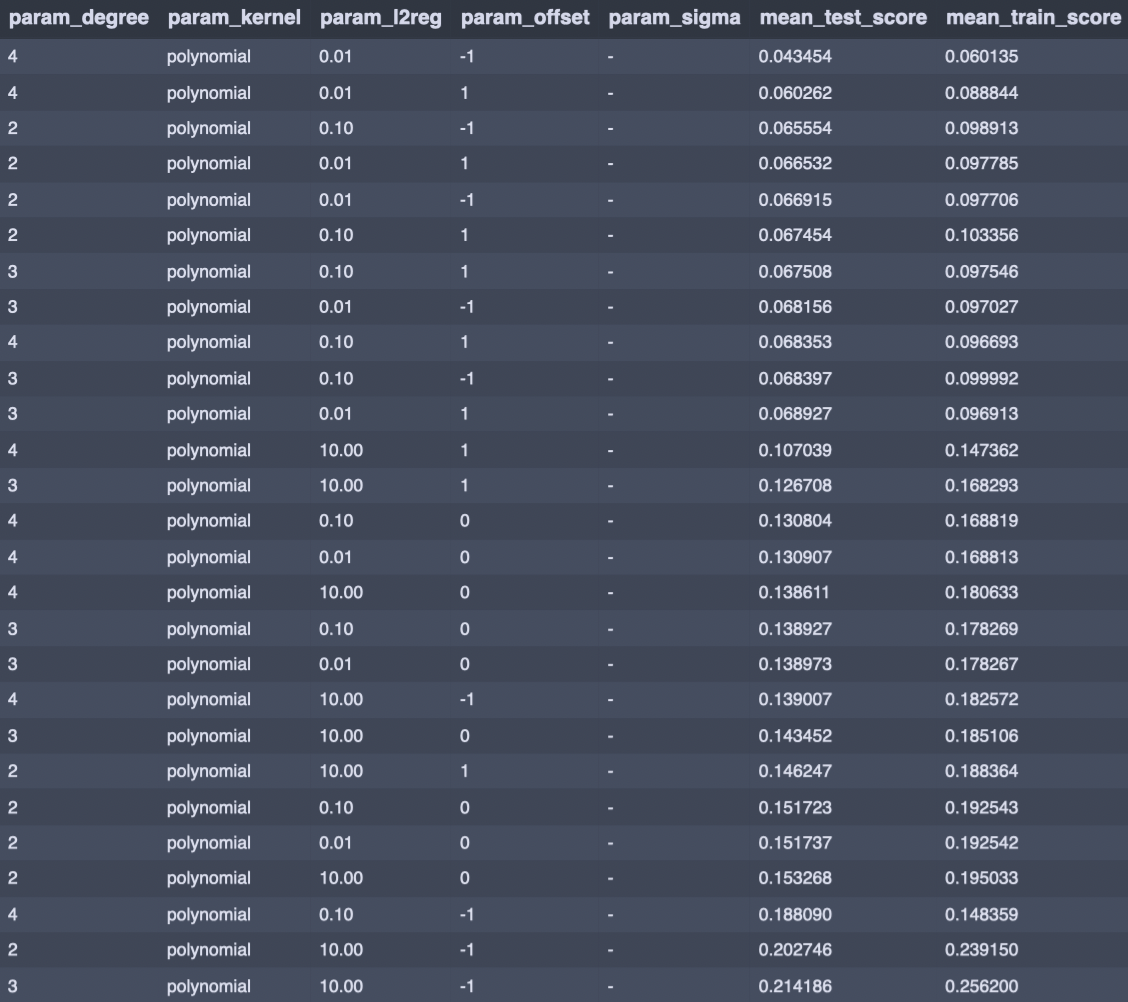 param_degree param_kernel param_l2reg param_offset param_sigma mean_test_score mean_train_score
4 polynomial 0.01 -1 - 0.043454 0.060135
4 polynomial 0.01 1 - 0.060262 0.088844
2 polynomial 0.10 -1 - 0.065554 0.098913
2 polynomial 0.01 1 - 0.066532 0.097785
2 polynomial 0.01 -1 - 0.066915 0.097706
2 polynomial 0.10 1 - 0.067454 0.103356
3 polynomial 0.10 1 - 0.067508 0.097546
3 polynomial 0.01 -1 - 0.068156 0.097027
4 polynomial 0.10 1 - 0.068353 0.096693
3 polynomial 0.10 -1 - 0.068397 0.099992
3 polynomial 0.01 1 - 0.068927 0.096913
4 polynomial 10.00 1 - 0.107039 0.147362
3 polynomial 10.00 1 - 0.126708 0.168293
4 polynomial 0.10 0 - 0.130804 0.168819
4 polynomial 0.01 0 - 0.130907 0.168813
4 polynomial 10.00 0 - 0.138611 0.180633
3 polynomial 0.10 0 - 0.138927 0.178269
3 polynomial 0.01 0 - 0.138973 0.178267
4 polynomial 10.00 -1 - 0.139007 0.182572
3 polynomial 10.00 0 - 0.143452 0.185106
2 polynomial 10.00 1 - 0.146247 0.188364
2 polynomial 0.10 0 - 0.151723 0.192543
2 polynomial 0.01 0 - 0.151737 0.192542
2 polynomial 10.00 0 - 0.153268 0.195033
4 polynomial 0.10 -1 - 0.188090 0.148359
2 polynomial 10.00 -1 - 0.202746 0.239150
3 polynomial 10.00 -1 - 0.214186 0.256200